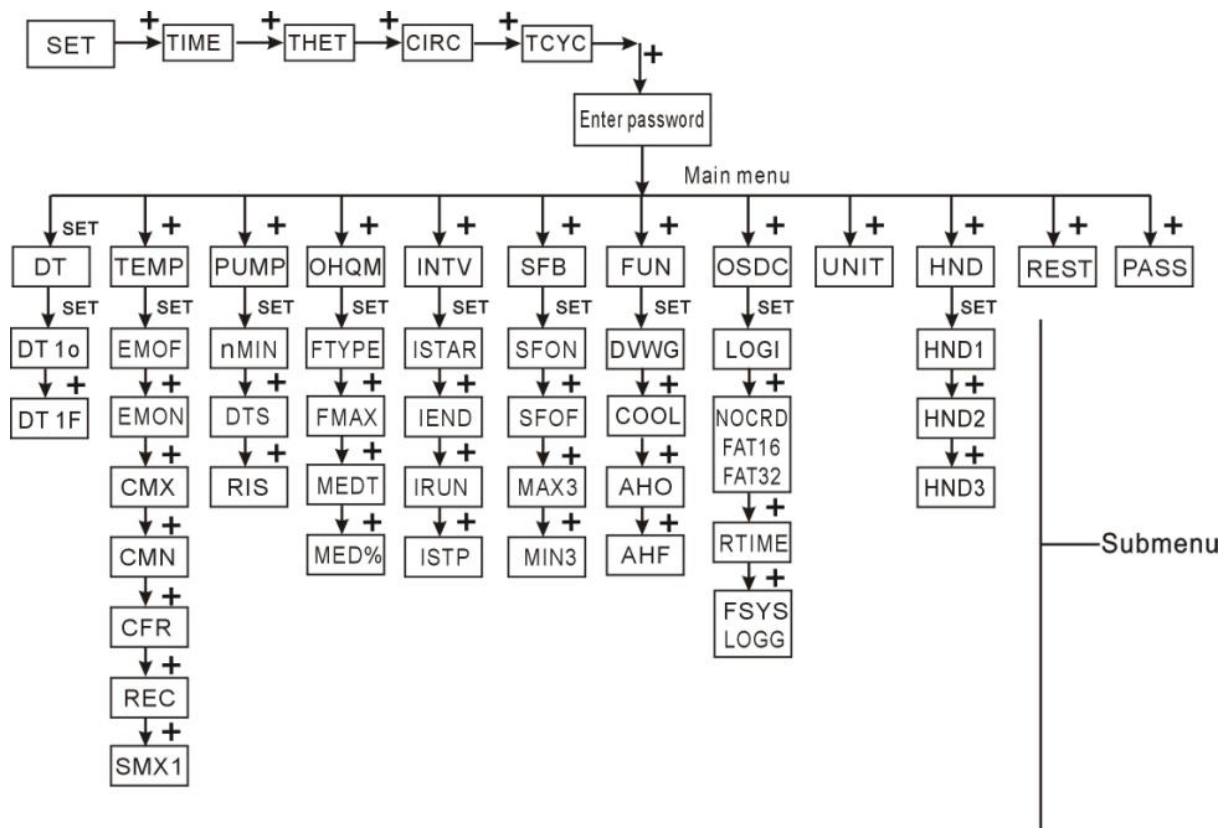 + + + +
SET TIME THET CIRC TCYC
+
Enter password
Main menu
SET + + + + + + + + + + +
DT TEMP PUMP OHQM INTV SFB FUN OSDC UNIT HND REST PASS
SET SET SET SET SET SET SET SET SET
DT 1o EMOF nMIN FTYPE ISTAR SFON DVWG LOGI HND1
+ + + + + + + + +
DT 1F EMON DTS FMAX IEND SFOF COOL NOCRD HND2
FAT16
FAT32
+ + + + + + +
CMX RIS MEDT IRUN MAX3 AHO HND3
+ + + + + +
CMN MED% ISTP MIN3 AHF RTIME
Submenu
+ +
CFR FSYS
LOGG
+
REC
+
SMX1